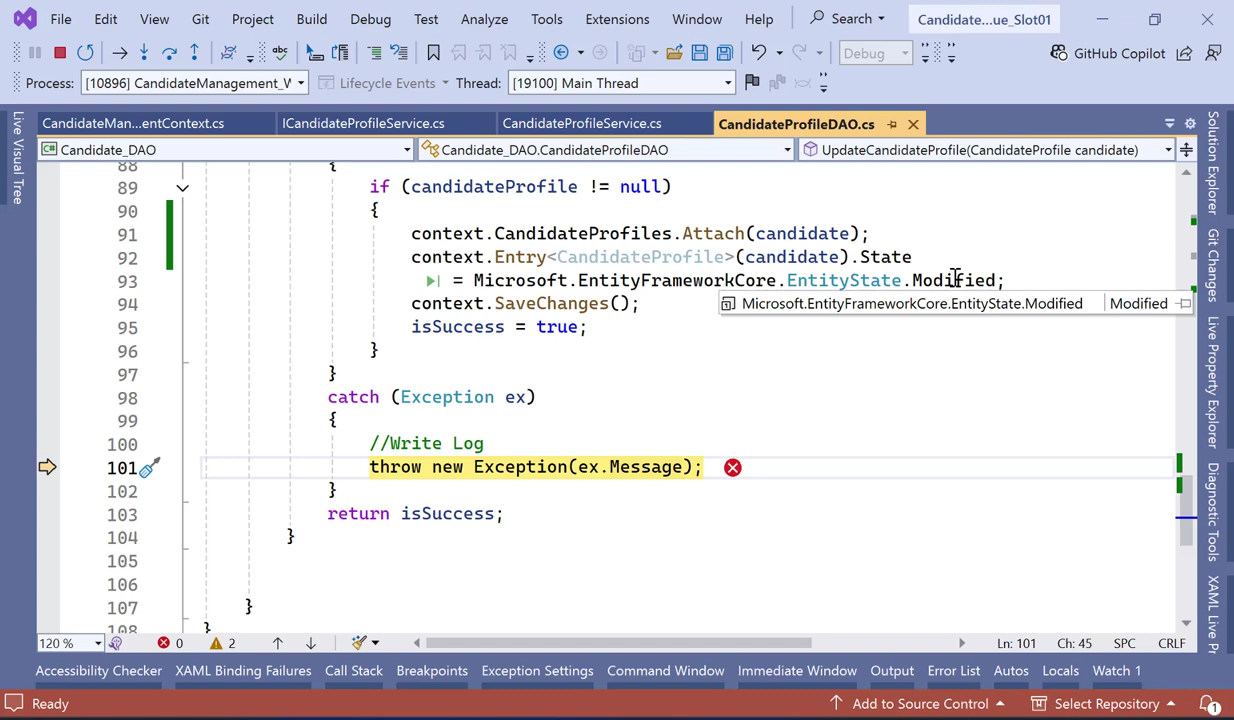 File Edit View Git Project Build Debug Test Analyze Tools Extensions Window Help Search Candidate...ue_Slot01
Debug GitHub Copilot
Process: [10896] CandidateManagement_W Lifecycle Events Thread: [19100] Main Thread
CandidateMan...entContext.cs ICandidateProfileService.cs CandidateProfileService.cs CandidateProfileDAO.cs
Candidate_DAO Candidate_DAO.CandidateProfileDAO UpdateCandidateProfile(CandidateProfile candidate)
88 {
89 if (candidateProfile != null)
90 {
91 context.CandidateProfiles.Attach(candidate);
92 context.Entry<CandidateProfile>(candidate).State
93 = Microsoft.EntityFrameworkCore.EntityState.Modified;
94 context.SaveChanges();
Microsoft.EntityFrameworkCore.EntityState.Modified Modified
95 isSuccess = true;
96 }
97 }
98 catch (Exception ex)
99 {
100 //Write Log
101 throw new Exception(ex.Message);
102 }
103 return isSuccess;
104 }
105
106
107 }
108 }
120 % 0 2 Ln: 101 Ch: 45 SPC CRLF
Accessibility Checker XAML Binding Failures Call Stack Breakpoints Exception Settings Command Window Immediate Window Output Error List Autos Locals Watch 1
Ready Add to Source Control Select Repository 1
Live Visual Tree
Solution Explorer
Git Changes
Live Property Explorer
Diagnostic Tools
XAML Live Pr